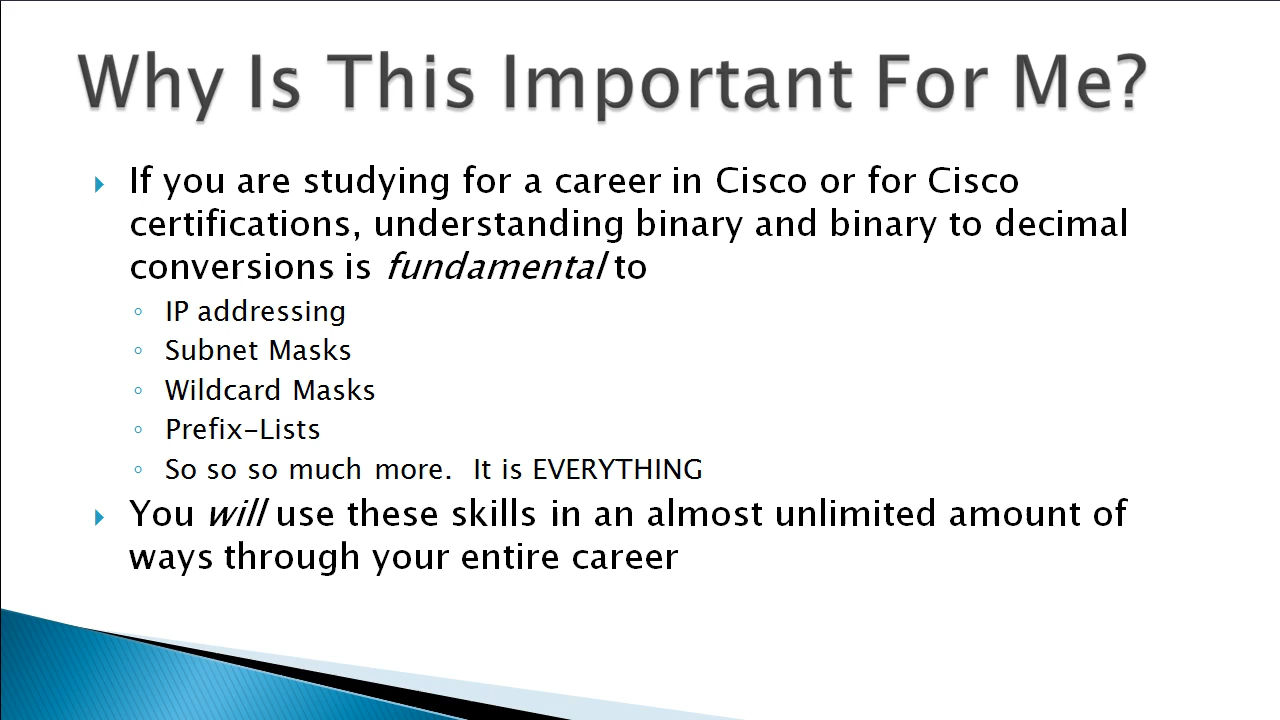 Why Is This Important For Me?
If you are studying for a career in Cisco or for Cisco
certifications, understanding binary and binary to decimal
conversions is fundamental to
IP addressing
Subnet Masks
Wildcard Masks
Prefix-Lists
So so so much more.  It is EVERYTHING
You will use these skills in an almost unlimited amount of
ways through your entire career